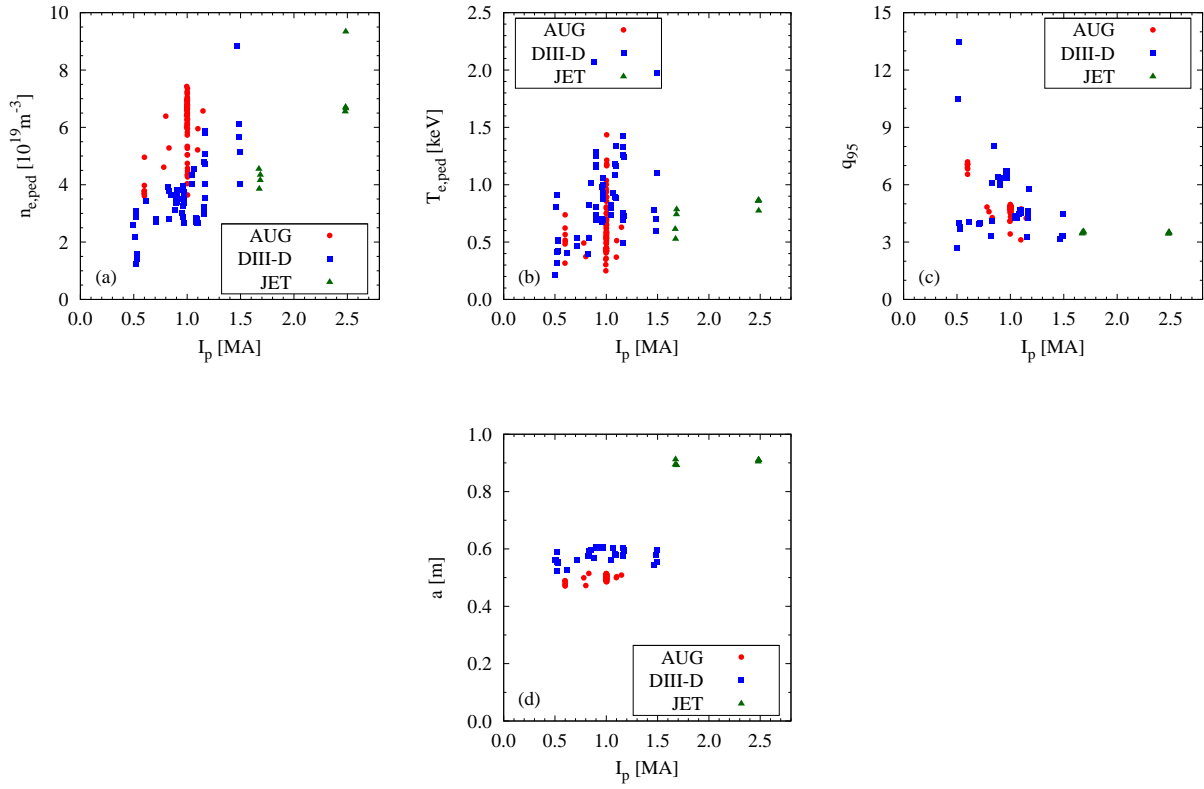 10
8
6
4
2
0
n_e,ped [10^19 m^-3]
AUG
DIII-D
JET
(a)
0.0 0.5 1.0 1.5 2.0 2.5
I_p [MA]
2.5
2.0
1.5
1.0
0.5
0.0
T_e,ped [keV]
AUG
DIII-D
JET
(b)
0.0 0.5 1.0 1.5 2.0 2.5
I_p [MA]
15
12
9
6
3
0
q_95
AUG
DIII-D
JET
(c)
0.0 0.5 1.0 1.5 2.0 2.5
I_p [MA]
1.0
0.8
0.6
0.4
0.2
0.0
a [m]
AUG
DIII-D
JET
(d)
0.0 0.5 1.0 1.5 2.0 2.5
I_p [MA]